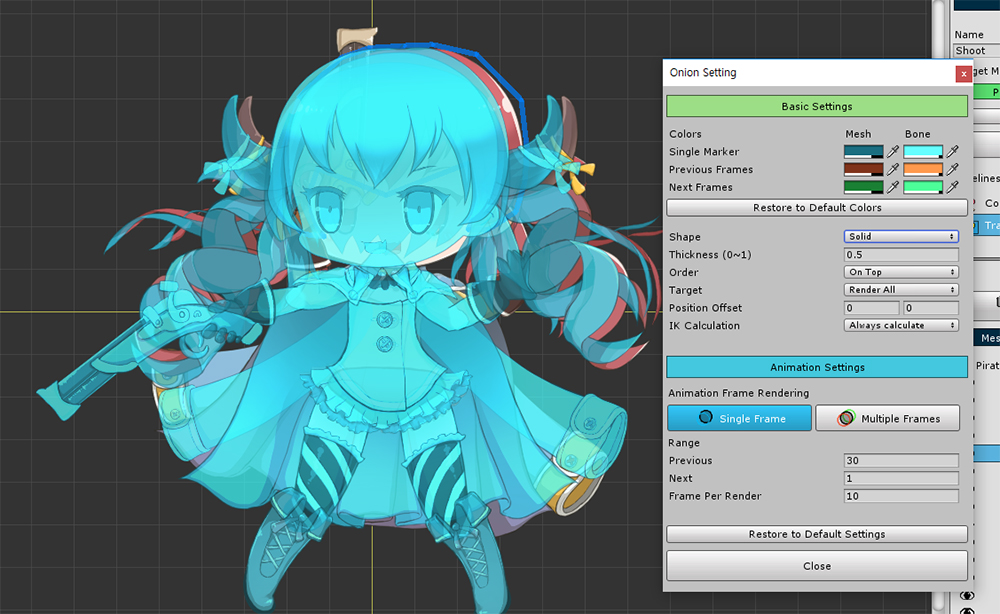 Name
Shoot
Onion Setting
x
get M
Basic Settings
P
Colors Mesh Bone
Single Marker
Previous Frames
Next Frames
elines
Restore to Default Colors
Co
Tra
Shape Solid
Thickness (0~1) 0.5
Order On Top
Target Render All
Position Offset 0 0
IK Calculation Always calculate
Mes
Animation Settings
Pirat
Animation Frame Rendering
Single Frame Multiple Frames
Range
Previous 30
Next 1
Frame Per Render 10
Restore to Default Settings
Close